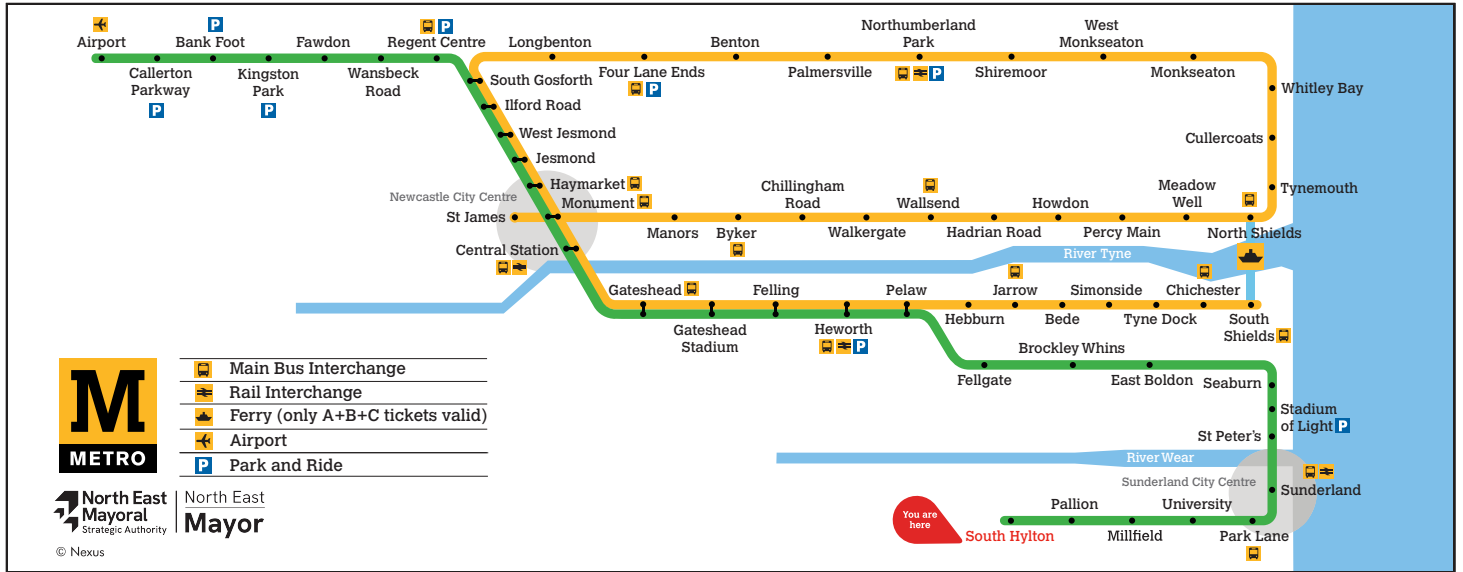 Airport
Callerton
Parkway
P
Bank Foot
P
Kingston
Park
P
Fawdon
Wansbeck
Road
Regent Centre
P
Longbenton
Four Lane Ends
P
Benton
Palmersville
Northumberland
Park
P
Shiremoor
West
Monkseaton
Monkseaton
Whitley Bay
Cullercoats
Tynemouth
South Gosforth
Ilford Road
West Jesmond
Jesmond
Newcastle City Centre
Haymarket
Monument
St James
Central Station
Manors
Byker
Chillingham
Road
Walkergate
Wallsend
Hadrian Road
Howdon
Percy Main
Meadow
Well
North Shields
River Tyne
Gateshead
Gateshead
Stadium
Felling
Heworth
P
Pelaw
Hebburn
Jarrow
Bede
Simonside
Tyne Dock
Chichester
South
Shields
Fellgate
Brockley Whins
East Boldon
Seaburn
Stadium
of Light P
St Peter's
River Wear
Sunderland City Centre
Sunderland
Park Lane
University
Millfield
Pallion
South Hylton
You are
here
M
METRO
Main Bus Interchange
Rail Interchange
Ferry (only A+B+C tickets valid)
Airport
P Park and Ride
North East
Mayoral
Strategic Authority
North East
Mayor
© Nexus